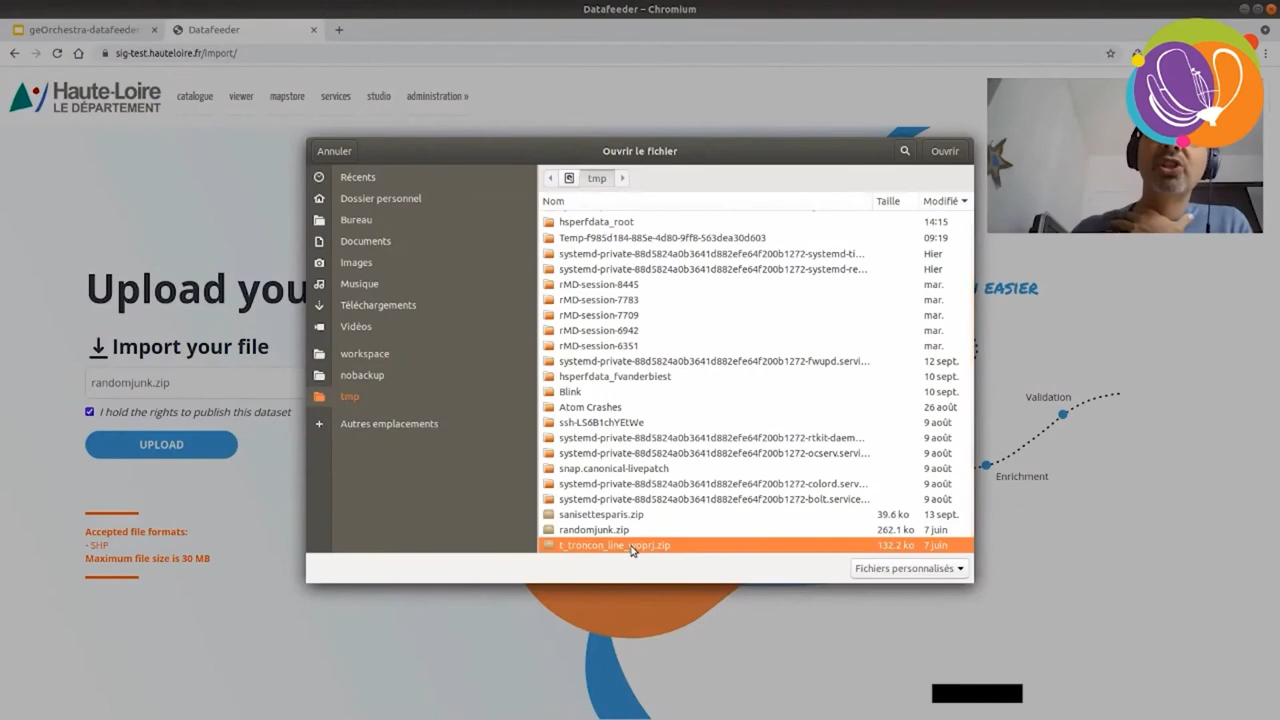 Datafeeder – Chromium
geOrchestra-datafeeder
Datafeeder
sig-test.hauteloire.fr/import/
Haute-Loire
LE DÉPARTEMENT
catalogue viewer mapstore services studio administration »
Annuler
Ouvrir le fichier
Ouvrir
Récents
Dossier personnel
Bureau
Documents
Images
Musique
Téléchargements
Vidéos
workspace
nobackup
tmp
Autres emplacements
tmp
Nom Taille Modifié
hsperfdata_root 14:15
Temp-f985d184-885e-4d80-9ff8-563dea30d603 09:19
systemd-private-88d5824a0b3641d882efe64f200b1272-systemd-ti... Hier
systemd-private-88d5824a0b3641d882efe64f200b1272-systemd-re... Hier
rMD-session-8445 mar.
rMD-session-7783 mar.
rMD-session-7709 mar.
rMD-session-6942 mar.
rMD-session-6351 mar.
systemd-private-88d5824a0b3641d882efe64f200b1272-fwupd.servi... 12 sept.
hsperfdata_fvanderbiest 10 sept.
Blink 10 sept.
Atom Crashes 26 août
ssh-LS6B1chYEtWe 9 août
systemd-private-88d5824a0b3641d882efe64f200b1272-rtkit-daem... 9 août
systemd-private-88d5824a0b3641d882efe64f200b1272-ocserv.servi... 9 août
snap.canonical-livepatch 9 août
systemd-private-88d5824a0b3641d882efe64f200b1272-colord.serv... 9 août
systemd-private-88d5824a0b3641d882efe64f200b1272-bolt.service... 9 août
sanisettesparis.zip 39.6 ko 13 sept.
randomjunk.zip 262.1 ko 7 juin
t_troncon_line_woprj.zip 132.2 ko 7 juin
Fichiers personnalisés
Upload you
Import your file
randomjunk.zip
I hold the rights to publish this dataset
UPLOAD
Accepted file formats:
- SHP
Maximum file size is 30 MB
EASIER
Validation
Enrichment